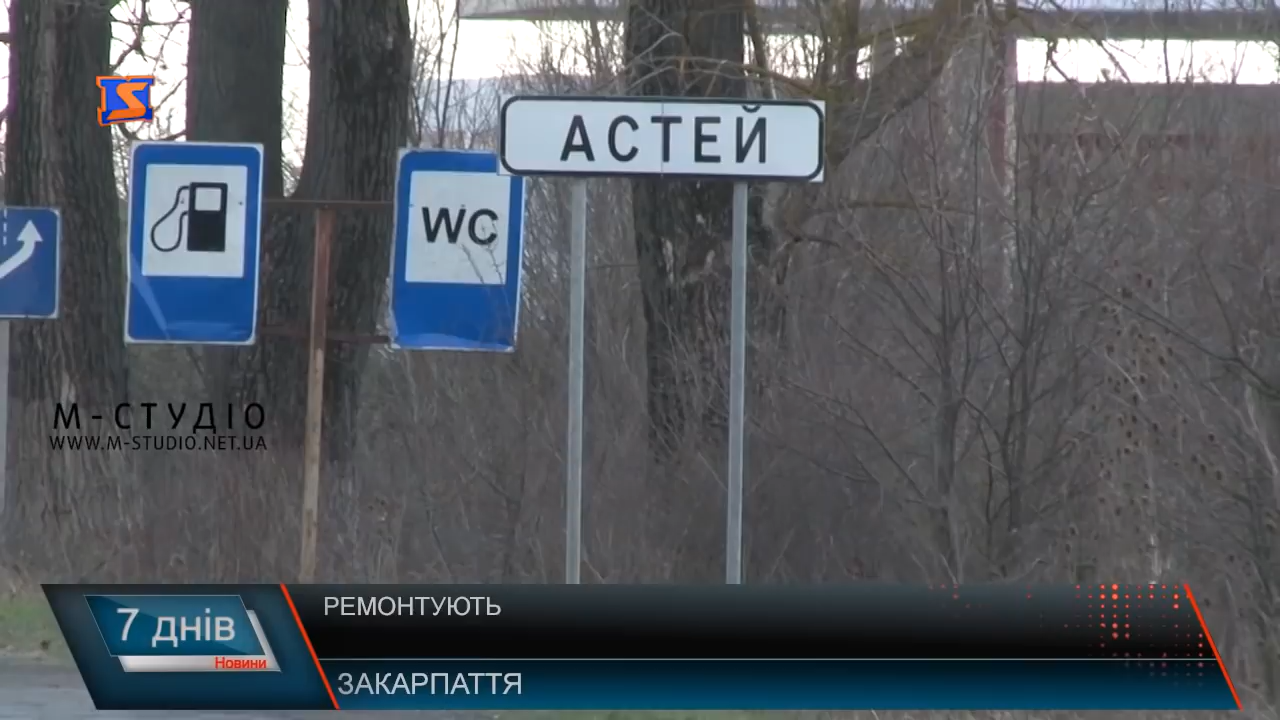 АСТЕЙ
WC
М-СТУДІО
WWW.M-STUDIO.NET.UA
7 днів
Новини
РЕМОНТУЮТЬ
ЗАКАРПАТТЯ